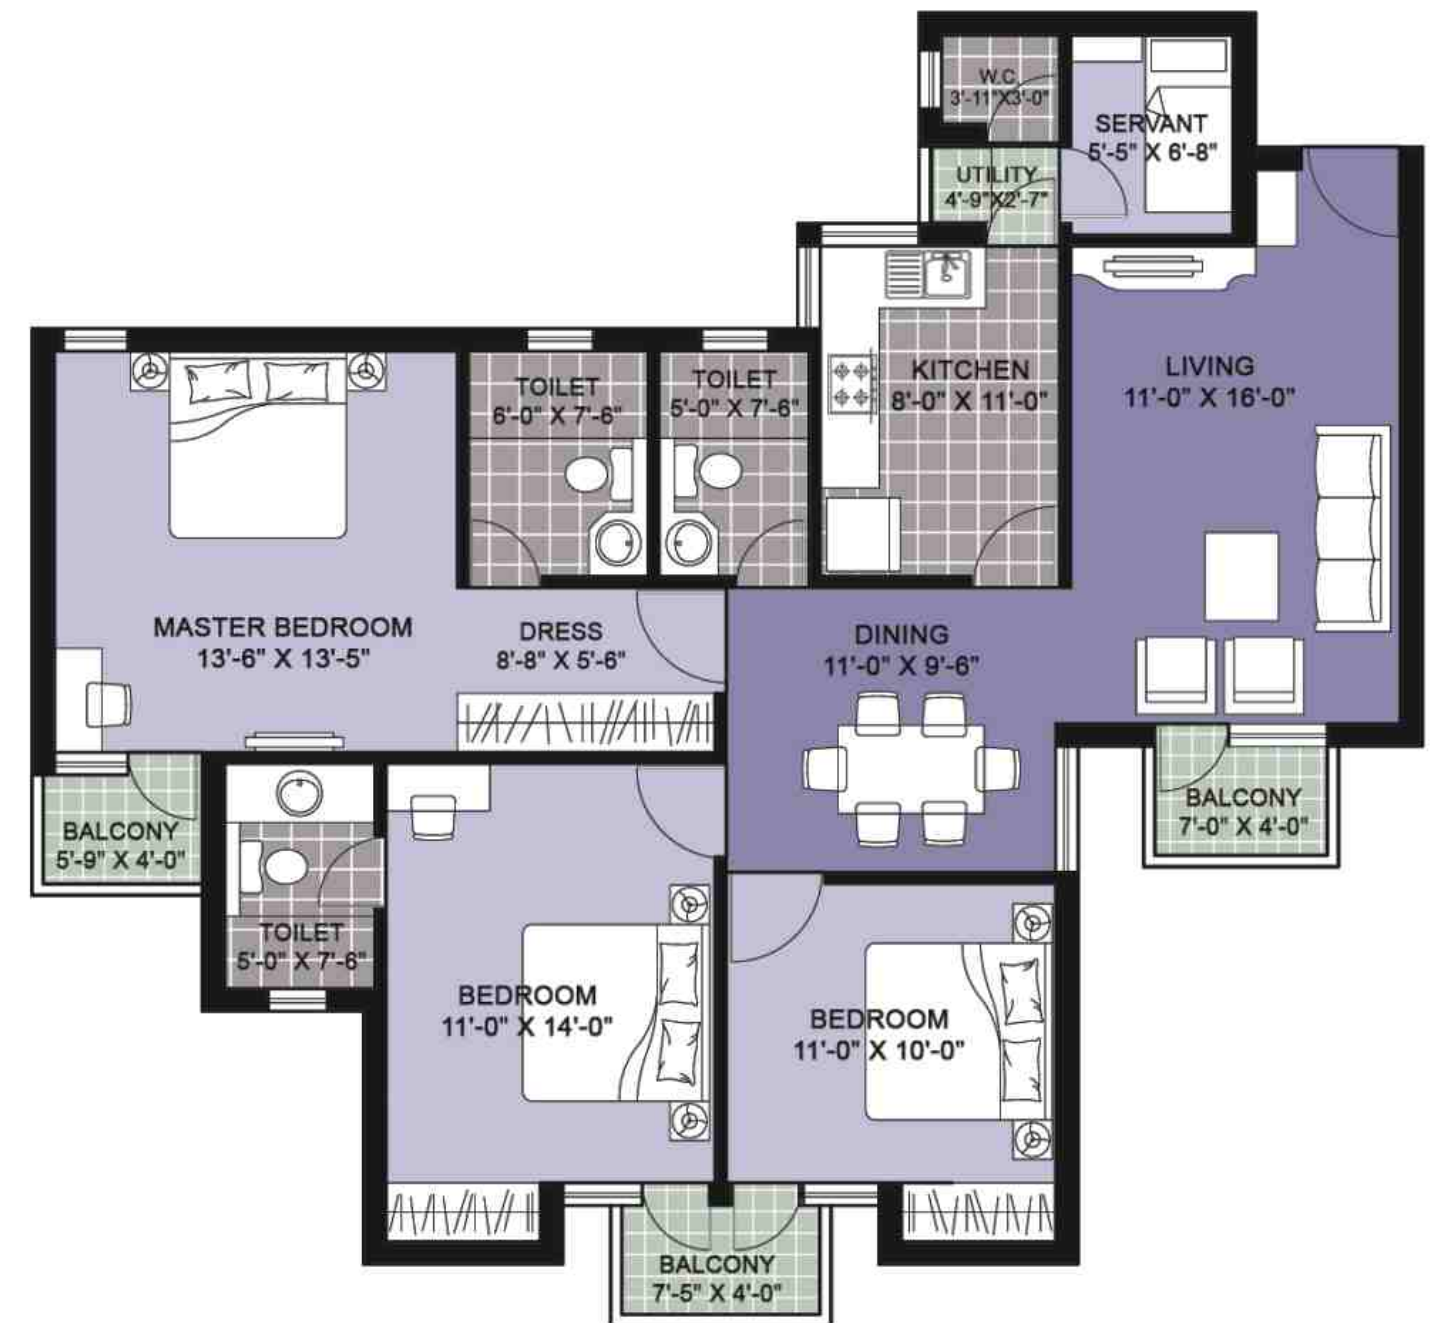 W.C.
3'-11"X3'-0"
SERVANT
5'-5" X 6'-8"
UTILITY
4'-9"X2'-7"
LIVING
11'-0" X 16'-0"
KITCHEN
8'-0" X 11'-0"
TOILET
6'-0" X 7'-6"
TOILET
5'-0" X 7'-6"
MASTER BEDROOM
13'-6" X 13'-5"
DRESS
8'-8" X 5'-6"
DINING
11'-0" X 9'-6"
BALCONY
5'-9" X 4'-0"
BALCONY
7'-0" X 4'-0"
TOILET
5'-0" X 7'-6"
BEDROOM
11'-0" X 14'-0"
BEDROOM
11'-0" X 10'-0"
BALCONY
7'-5" X 4'-0"